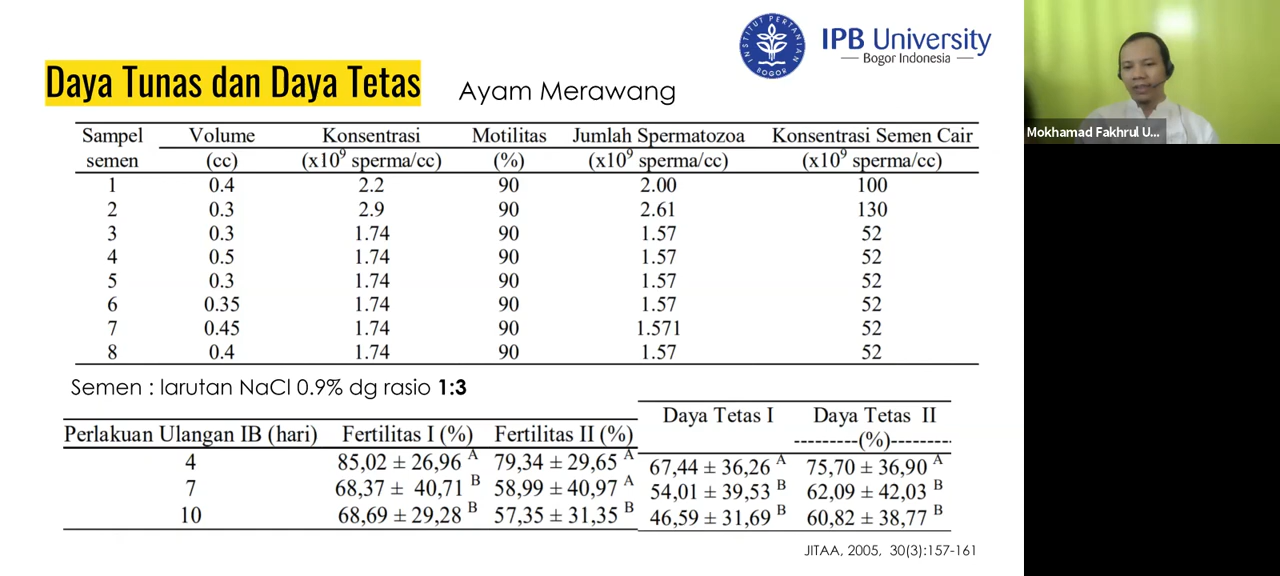 INSTITUT PERTANIAN
BOGOR
IPB University
Bogor Indonesia
Daya Tunas dan Daya Tetas
Ayam Merawang
Sampel semen Volume Konsentrasi Motilitas Jumlah Spermatozoa Konsentrasi Semen Cair
(cc) (x10⁹ sperma/cc) (%) (x10⁹ sperma/cc) (x10⁹ sperma/cc)
1 0.4 2.2 90 2.00 100
2 0.3 2.9 90 2.61 130
3 0.3 1.74 90 1.57 52
4 0.5 1.74 90 1.57 52
5 0.3 1.74 90 1.57 52
6 0.35 1.74 90 1.57 52
7 0.45 1.74 90 1.571 52
8 0.4 1.74 90 1.57 52
Semen : larutan NaCl 0.9% dg rasio 1:3
Perlakuan Ulangan IB (hari) Fertilitas I (%) Fertilitas II (%) Daya Tetas I Daya Tetas II
---------(%)--------
4 85,02 ± 26,96 A 79,34 ± 29,65 A 67,44 ± 36,26 A 75,70 ± 36,90 A
7 68,37 ± 40,71 B 58,99 ± 40,97 A 54,01 ± 39,53 B 62,09 ± 42,03 B
10 68,69 ± 29,28 B 57,35 ± 31,35 B 46,59 ± 31,69 B 60,82 ± 38,77 B
JITAA, 2005, 30(3):157-161
Mokhamad Fakhrul U...